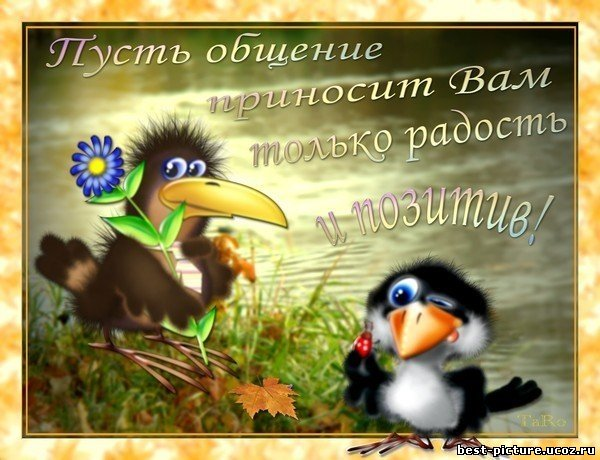 Пусть общение
приносит Вам
только радость
и позитив!
TaRo
best-picture.ucoz.ru